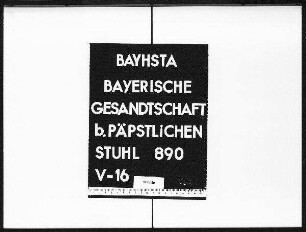 BAYHSTA
BAYERISCHE
GESANDTSCHAFT
b. PÄPSTLiCHEN
STUHL 890
V-16